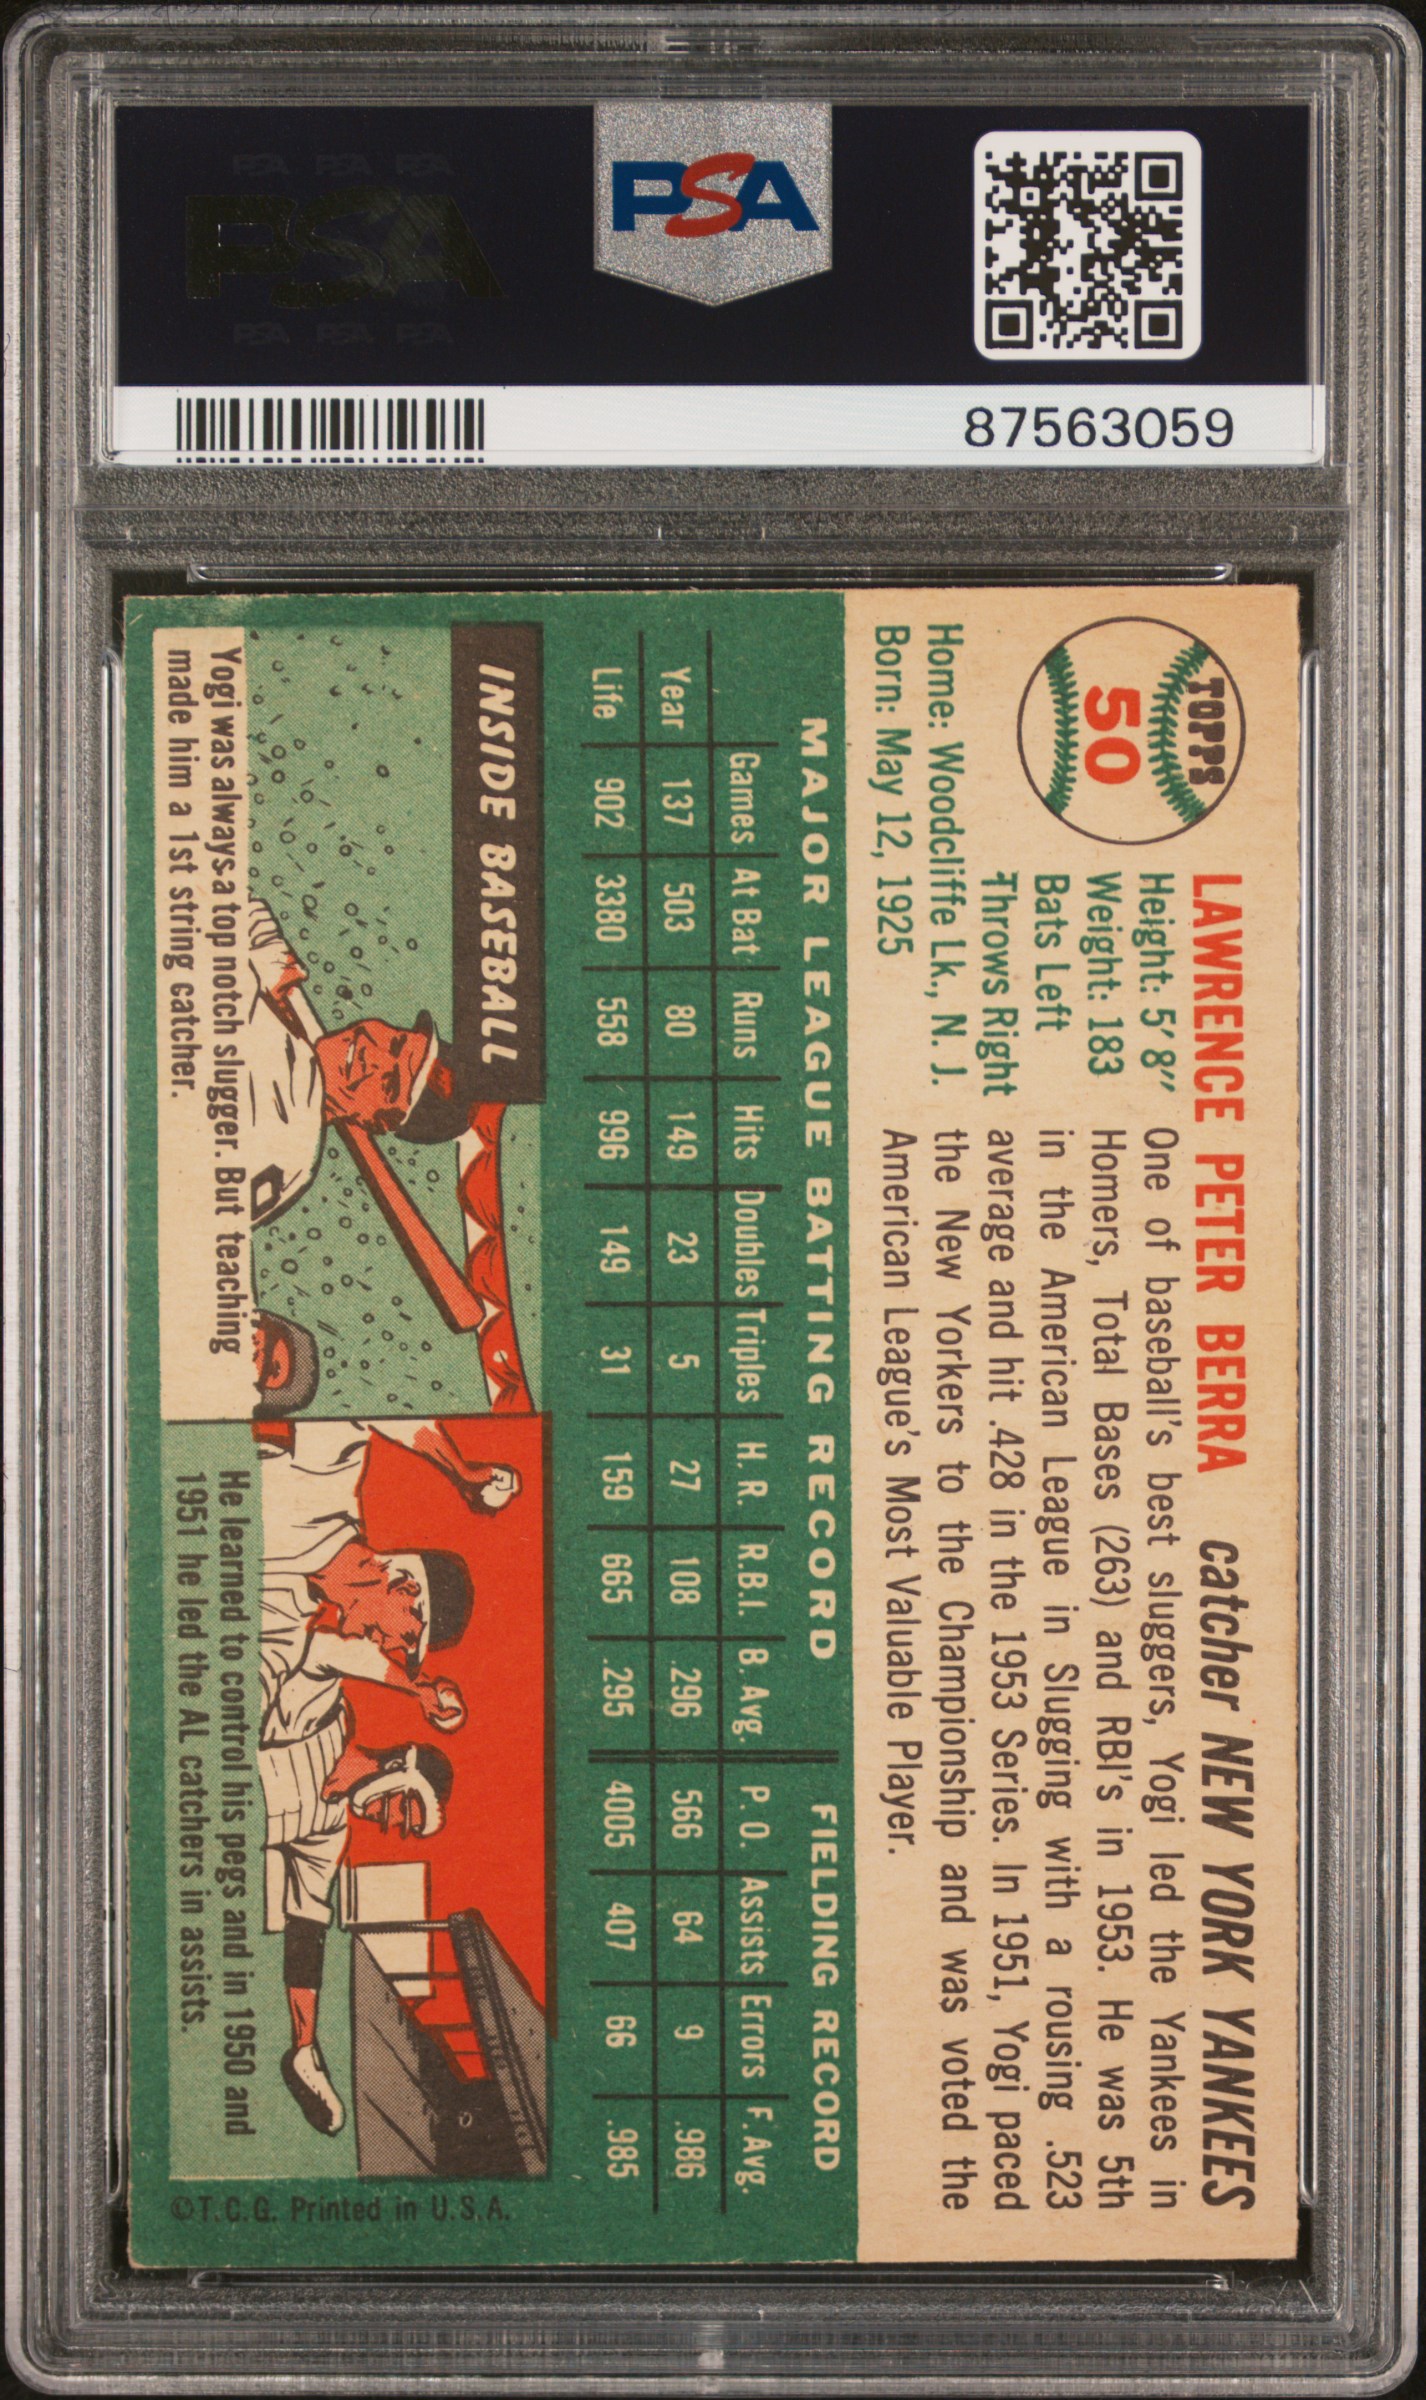 PSA PSA PSA
PSA
PSA PSA PSA
PSA
87563059
TOPPS
50
LAWRENCE PETER BERRA catcher NEW YORK YANKEES
Height: 5' 8"
Weight: 183
Bats Left
Throws Right
Home: Woodcliffe Lk., N. J.
Born: May 12, 1925
One of baseball's best sluggers, Yogi led the Yankees in
Homers, Total Bases (263) and RBI's in 1953. He was 5th
in the American League in Slugging with a rousing .523
average and hit .428 in the 1953 Series. In 1951, Yogi paced
the New Yorkers to the Championship and was voted the
American League's Most Valuable Player.
MAJOR LEAGUE BATTING RECORD FIELDING RECORD
Games At Bat Runs Hits Doubles Triples H. R. R.B.I. B. Avg. P. O. Assists Errors F. Avg.
Year 137 503 80 149 23 5 27 108 .296 566 64 9 .986
Life 902 3380 558 996 149 31 159 665 .295 4005 407 66 .985
INSIDE BASEBALL
Yogi was always a top notch slugger. But teaching
made him a 1st string catcher.
He learned to control his pegs and in 1950 and
1951 he led the AL catchers in assists.
©T.C.G. Printed in U.S.A.
PSA